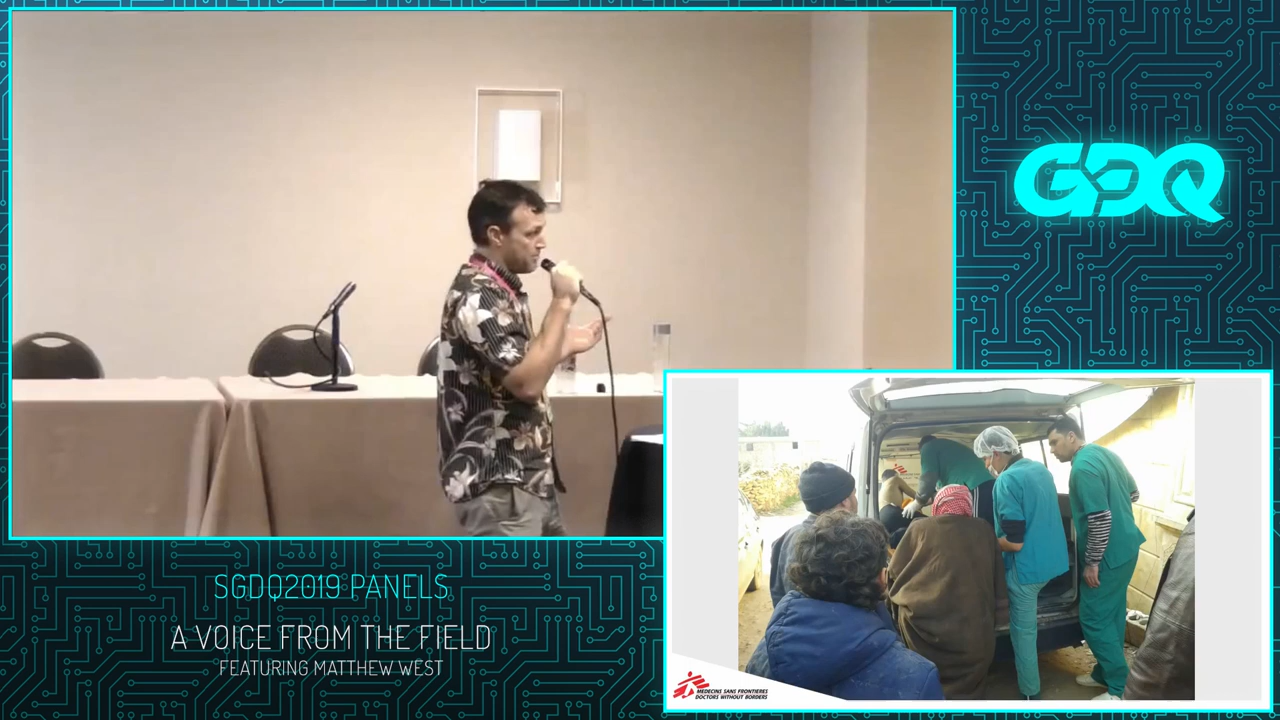 GDQ
SGDQ2019 PANELS
A VOICE FROM THE FIELD
FEATURING MATTHEW WEST
MEDECINS SANS FRONTIERES
DOCTORS WITHOUT BORDERS